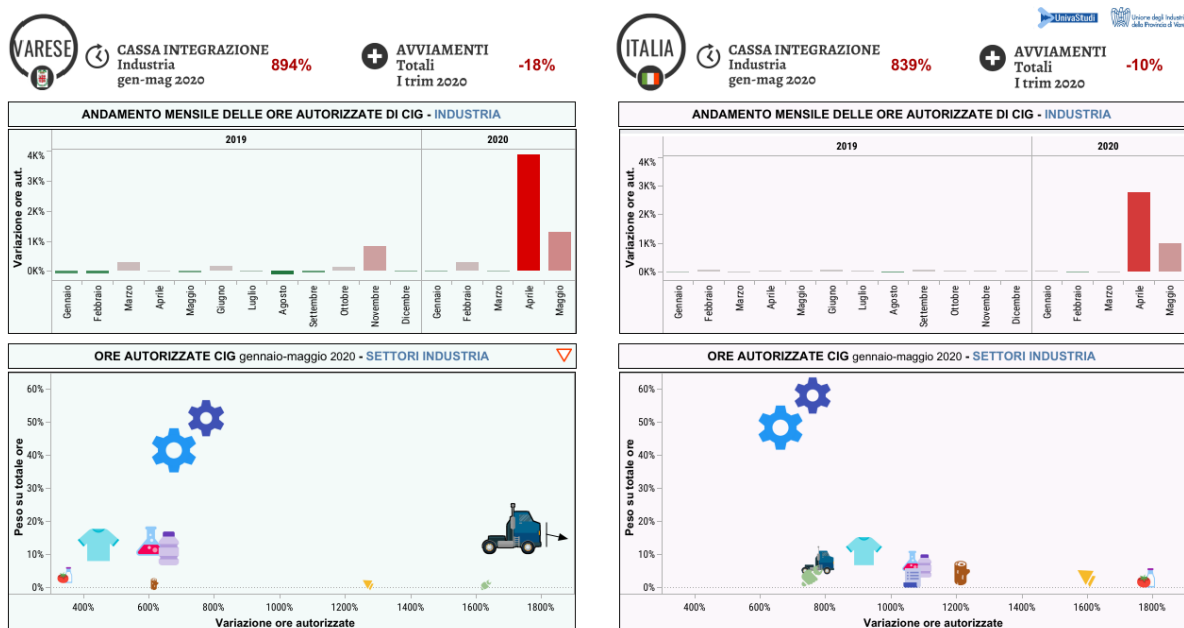 UnivaStudi
Unione degli Industriali
della Provincia di Varese
VARESE
CASSA INTEGRAZIONE
Industria
gen-mag 2020
894%
AVVIAMENTI
Totali
I trim 2020
-18%
ITALIA
CASSA INTEGRAZIONE
Industria
gen-mag 2020
839%
AVVIAMENTI
Totali
I trim 2020
-10%
ANDAMENTO MENSILE DELLE ORE AUTORIZZATE DI CIG - INDUSTRIA
2019
2020
Variazione ore aut.
4K%
3K%
2K%
1K%
0K%
Gennaio
Febbraio
Marzo
Aprile
Maggio
Giugno
Luglio
Agosto
Settembre
Ottobre
Novembre
Dicembre
Gennaio
Febbraio
Marzo
Aprile
Maggio
ANDAMENTO MENSILE DELLE ORE AUTORIZZATE DI CIG - INDUSTRIA
2019
2020
Variazione ore aut.
4K%
3K%
2K%
1K%
0K%
Gennaio
Febbraio
Marzo
Aprile
Maggio
Giugno
Luglio
Agosto
Settembre
Ottobre
Novembre
Dicembre
Gennaio
Febbraio
Marzo
Aprile
Maggio
ORE AUTORIZZATE CIG gennaio-maggio 2020 - SETTORI INDUSTRIA
Peso su totale ore
60%
50%
40%
30%
20%
10%
0%
400%
600%
800%
1000%
1200%
1400%
1600%
1800%
Variazione ore autorizzate
ORE AUTORIZZATE CIG gennaio-maggio 2020 - SETTORI INDUSTRIA
Peso su totale ore
60%
50%
40%
30%
20%
10%
0%
400%
600%
800%
1000%
1200%
1400%
1600%
1800%
Variazione ore autorizzate